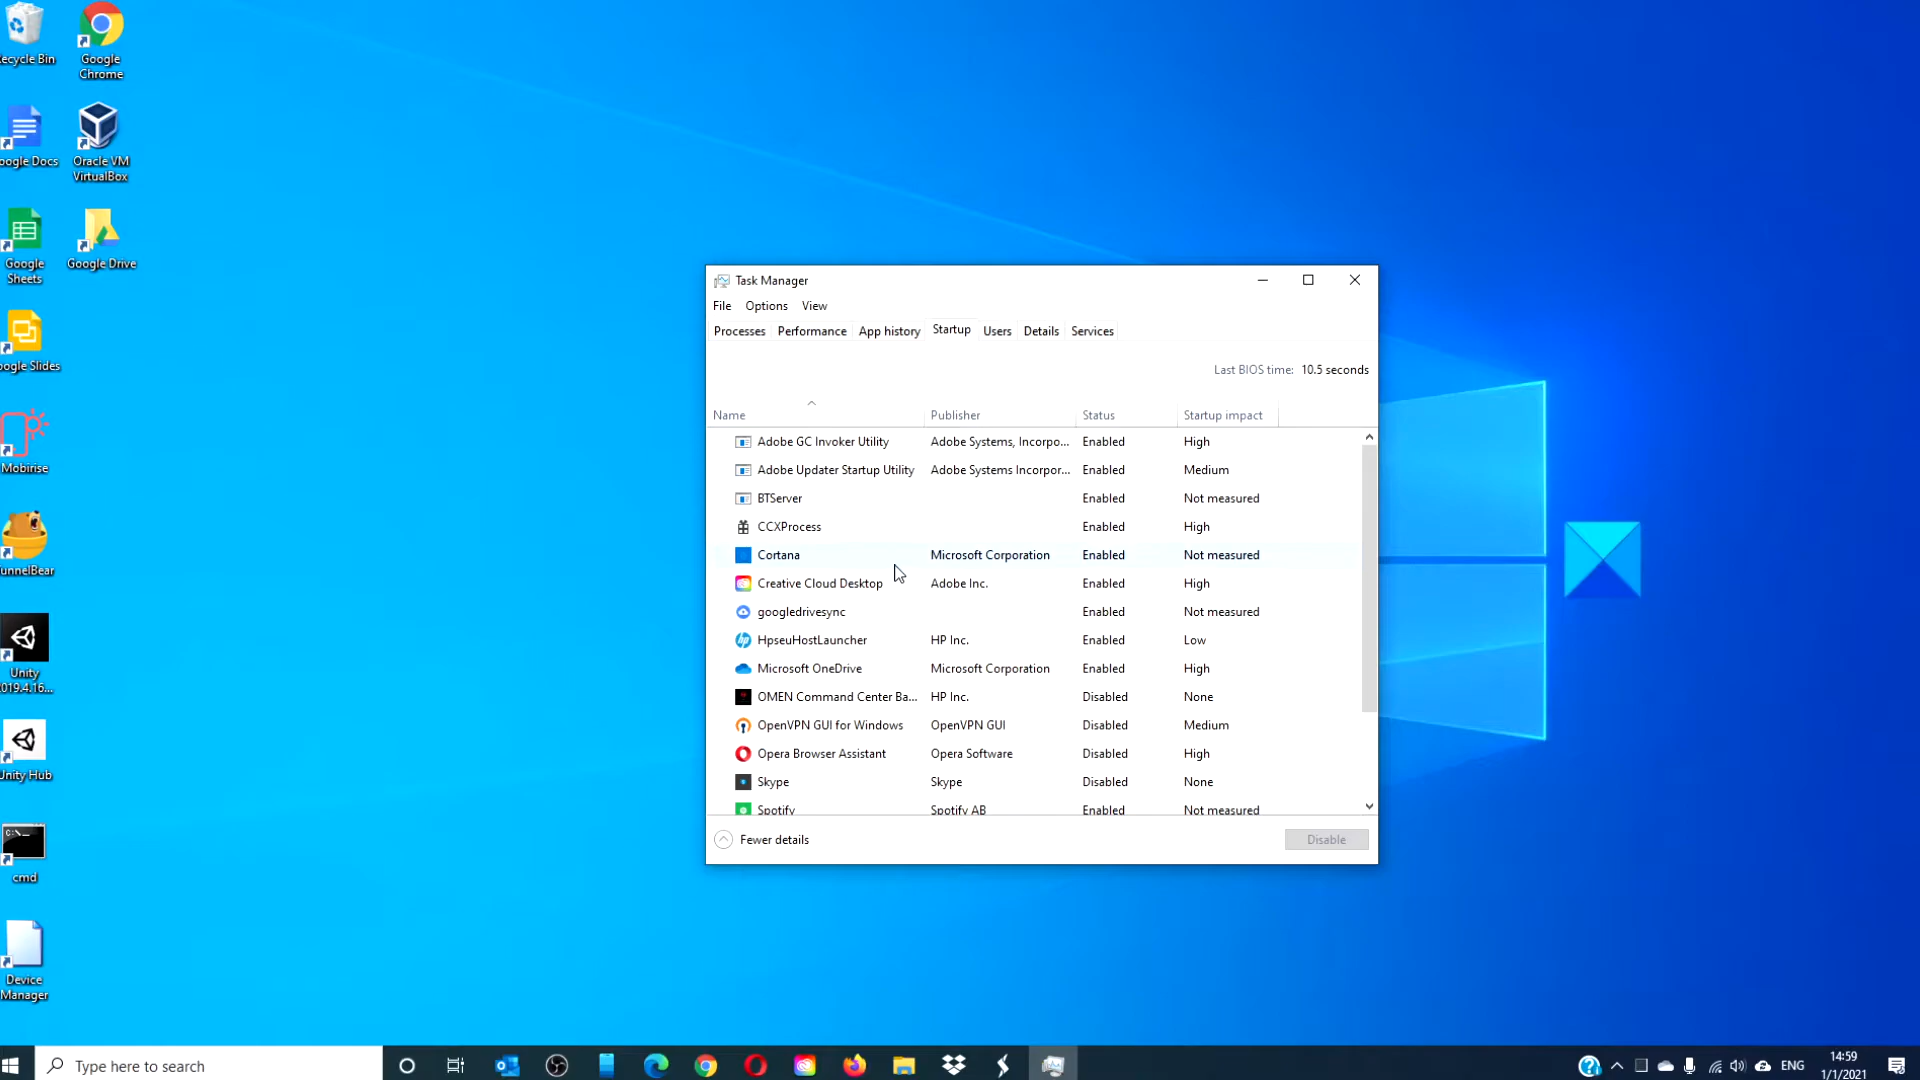 Recycle Bin
Google
Chrome
Google Docs
Oracle VM
VirtualBox
Google
Sheets
Google Drive
Google Slides
Mobirise
TunnelBear
Unity
2019.4.16...
Unity Hub
C:\>_
cmd
Device
Manager
Task Manager
File Options View
Processes Performance App history Startup Users Details Services
Last BIOS time: 10.5 seconds
Name Publisher Status Startup impact
Adobe GC Invoker Utility Adobe Systems, Incorpo... Enabled High
Adobe Updater Startup Utility Adobe Systems Incorpor... Enabled Medium
BTServer Enabled Not measured
CCXProcess Enabled High
Cortana Microsoft Corporation Enabled Not measured
Creative Cloud Desktop Adobe Inc. Enabled High
googledrivesync Enabled Not measured
HpseuHostLauncher HP Inc. Enabled Low
Microsoft OneDrive Microsoft Corporation Enabled High
OMEN Command Center Ba... HP Inc. Disabled None
OpenVPN GUI for Windows OpenVPN GUI Disabled Medium
Opera Browser Assistant Opera Software Disabled High
Skype Skype Disabled None
Spotify Spotify AB Enabled Not measured
Fewer details Disable
Type here to search
ENG
14:59
1/1/2021